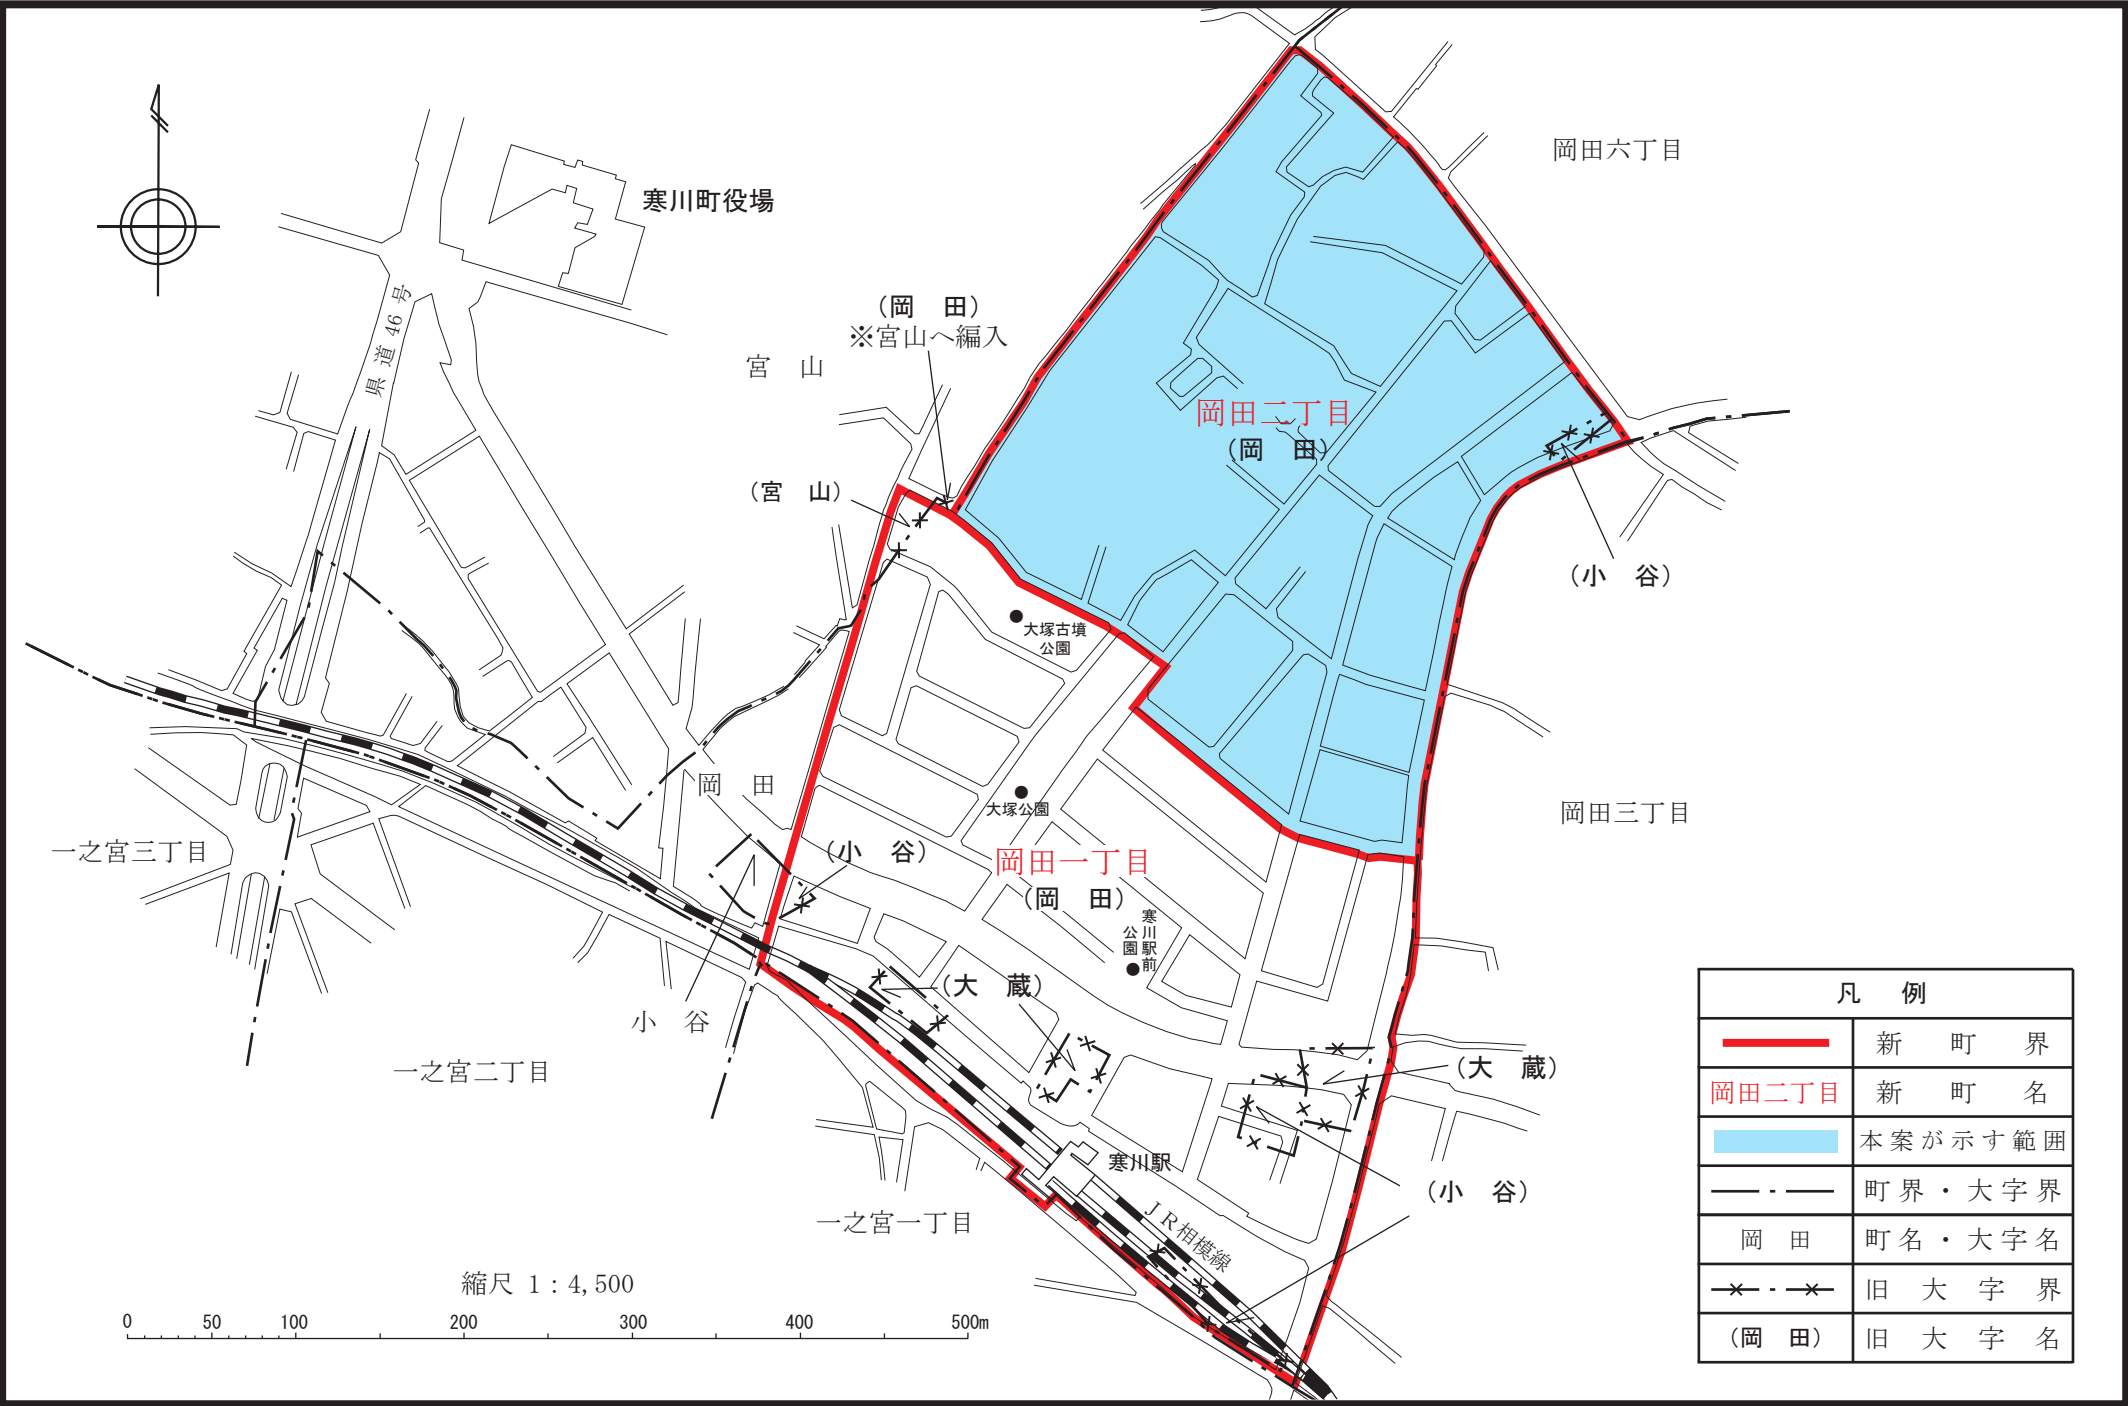 岡田六丁目
寒川町役場
県道46号
(岡　田)
※宮山へ編入
宮　山
岡田二丁目
(岡　田)
(宮　山)
(小　谷)
大塚古墳
公園
岡　田
大塚公園
岡田三丁目
一之宮三丁目
(小　谷)
岡田一丁目
(岡　田)
寒川駅前
公園
(大　蔵)
小　谷
一之宮二丁目
(大　蔵)
寒川駅
(小　谷)
一之宮一丁目
JR相模線
縮尺 1:4,500
0 50 100 200 300 400 500m
凡　例
新　町　界
岡田二丁目 新　町　名
本案が示す範囲
町界・大字界
岡　田 町名・大字名
旧　大　字　界
(岡　田) 旧　大　字　名